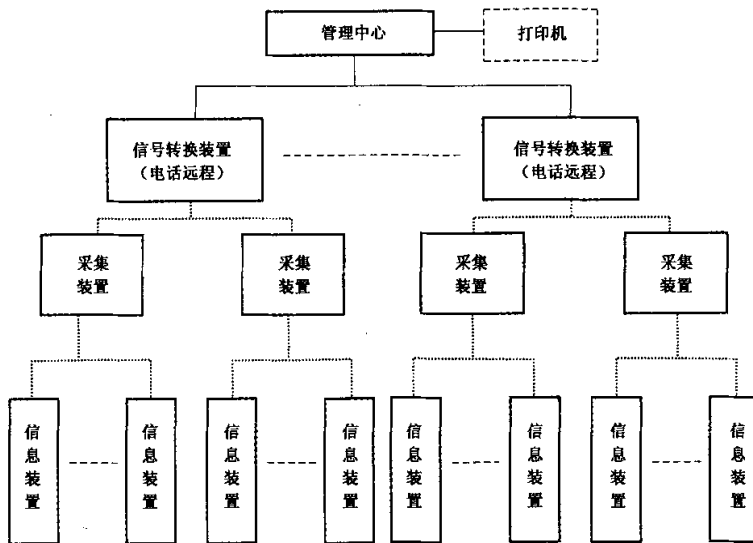 管理中心
打印机
信号转换装置
（电话远程）
信号转换装置
（电话远程）
采集
装置
采集
装置
采集
装置
采集
装置
信息装置
信息装置
信息装置
信息装置
信息装置
信息装置
信息装置
信息装置